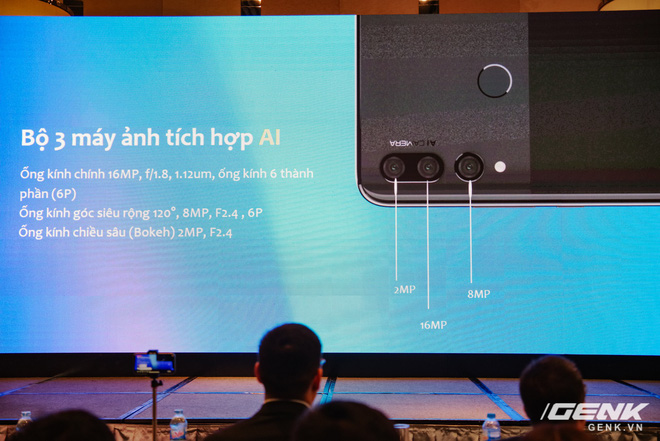 Bộ 3 máy ảnh tích hợp AI
Ống kính chính 16MP, f/1.8, 1.12um, ống kính 6 thành
phần (6P)
Ống kính góc siêu rộng 120°, 8MP, F2.4 , 6P
Ống kính chiều sâu (Bokeh) 2MP, F2.4
AI CAMERA
2MP
8MP
16MP
GENK
GENK.VN